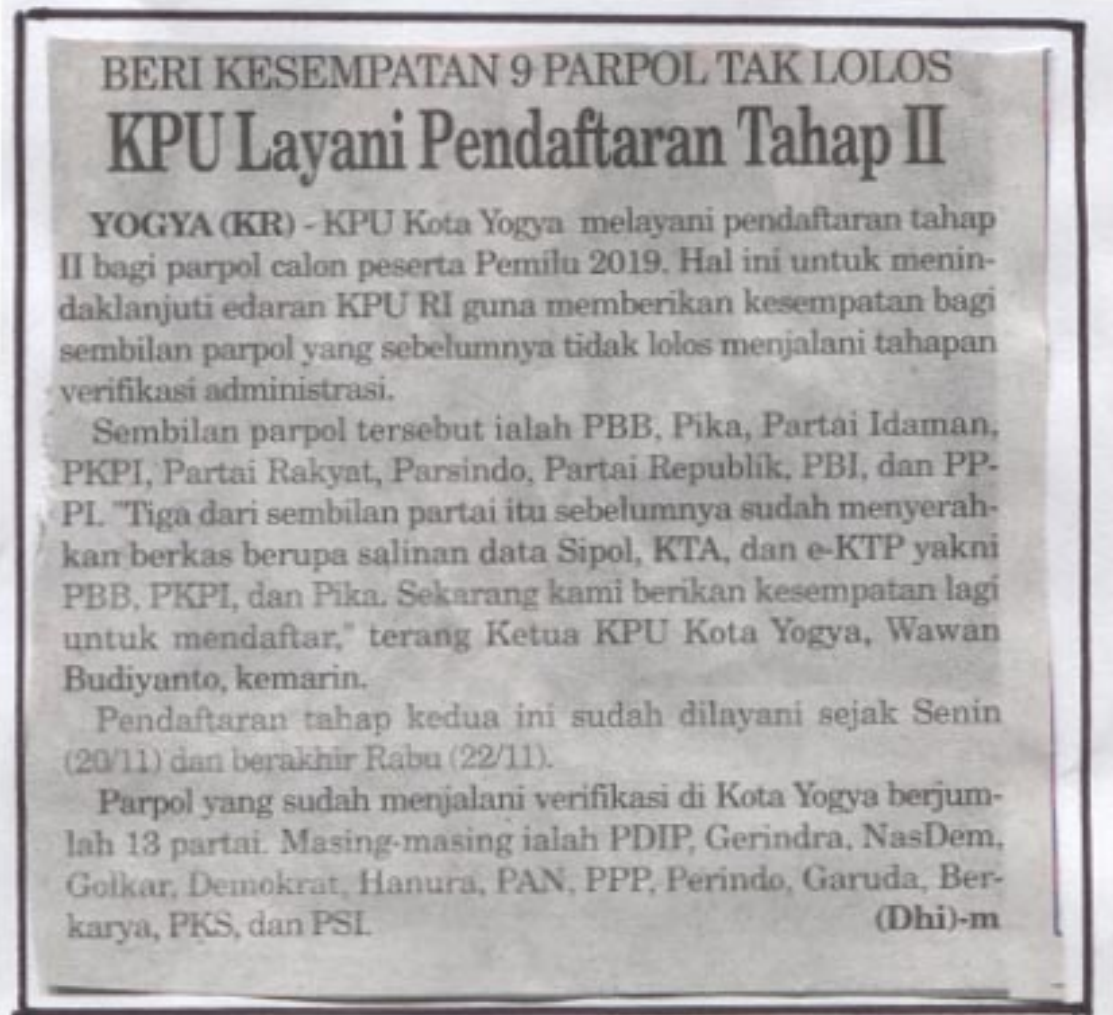 BERI KESEMPATAN 9 PARPOL TAK LOLOS
KPU Layani Pendaftaran Tahap II
YOGYA (KR) - KPU Kota Yogya melayani pendaftaran tahap
II bagi parpol calon peserta Pemilu 2019. Hal ini untuk menin-
daklanjuti edaran KPU RI guna memberikan kesempatan bagi
sembilan parpol yang sebelumnya tidak lolos menjalani tahapan
verifikasi administrasi.
Sembilan parpol tersebut ialah PBB, Pika, Partai Idaman,
PKPI, Partai Rakyat, Parsindo, Partai Republik, PBI, dan PP-
PI. "Tiga dari sembilan partai itu sebelumnya sudah menyerah-
kan berkas berupa salinan data Sipol, KTA, dan e-KTP yakni
PBB, PKPI, dan Pika. Sekarang kami berikan kesempatan lagi
untuk mendaftar," terang Ketua KPU Kota Yogya, Wawan
Budiyanto, kemarin.
Pendaftaran tahap kedua ini sudah dilayani sejak Senin
(20/11) dan berakhir Rabu (22/11).
Parpol yang sudah menjalani verifikasi di Kota Yogya berjum-
lah 13 partai. Masing-masing ialah PDIP, Gerindra, NasDem,
Golkar, Demokrat, Hanura, PAN, PPP, Perindo, Garuda, Ber-
karya, PKS, dan PSI. (Dhi)-m